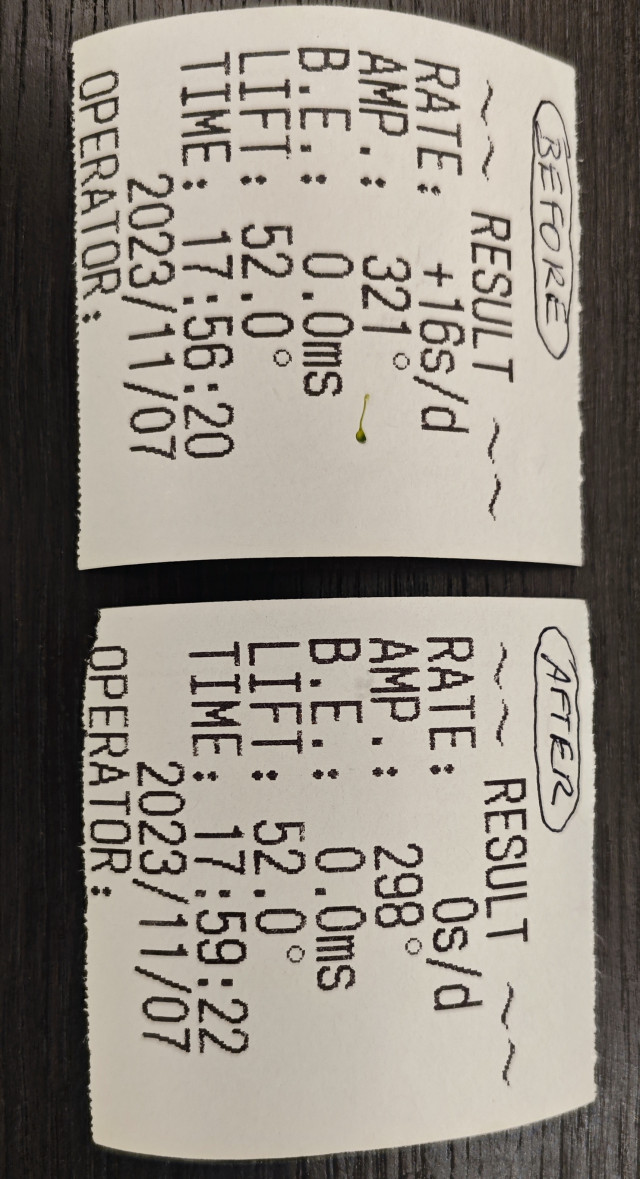 BEFORE
~~ RESULT ~~
RATE: +16s/d
AMP.: 321°
B.E.: 0.0ms
LIFT: 52.0°
TIME: 17:56:20
2023/11/07
OPERATOR:
AFTER
~~ RESULT ~~
RATE: 0s/d
AMP.: 298°
B.E.: 0.0ms
LIFT: 52.0°
TIME: 17:59:22
2023/11/07
OPERATOR: